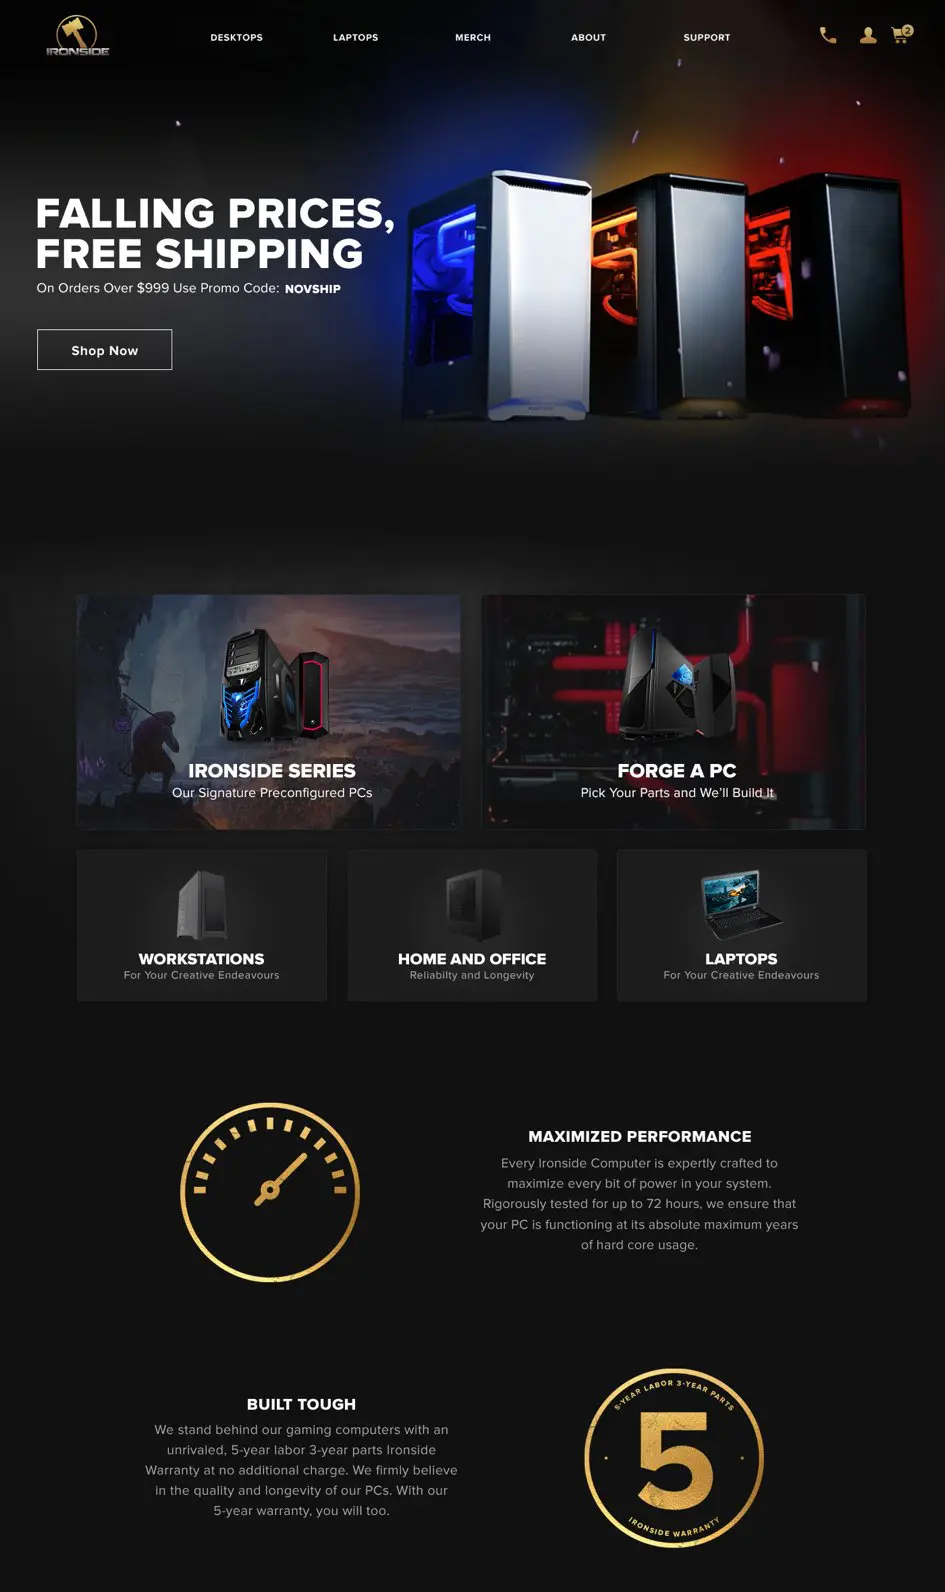 IRONSIDE
DESKTOPS
LAPTOPS
MERCH
ABOUT
SUPPORT
2
FALLING PRICES,
FREE SHIPPING
On Orders Over $999 Use Promo Code: NOVSHIP
Shop Now
IRONSIDE SERIES
Our Signature Preconfigured PCs
FORGE A PC
Pick Your Parts and We'll Build It
WORKSTATIONS
For Your Creative Endeavours
HOME AND OFFICE
Reliabilty and Longevity
LAPTOPS
For Your Creative Endeavours
MAXIMIZED PERFORMANCE
Every Ironside Computer is expertly crafted to
maximize every bit of power in your system.
Rigorously tested for up to 72 hours, we ensure that
your PC is functioning at its absolute maximum years
of hard core usage.
BUILT TOUGH
We stand behind our gaming computers with an
unrivaled, 5-year labor 3-year parts Ironside
Warranty at no additional charge. We firmly believe
in the quality and longevity of our PCs. With our
5-year warranty, you will too.
5-YEAR LABOR 3-YEAR PARTS
5
IRONSIDE WARRANTY